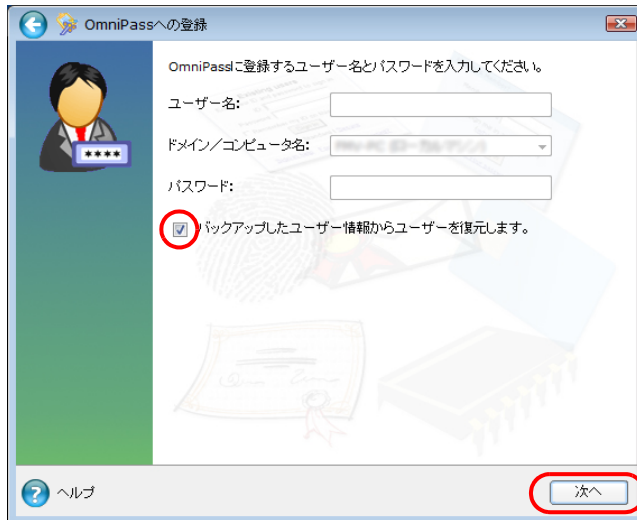 OmniPassへの登録
OmniPassに登録するユーザー名とパスワードを入力してください。
ユーザー名:
ドメイン／コンピュータ名:
パスワード:
****
バックアップしたユーザー情報からユーザーを復元します。
ヘルプ
次へ